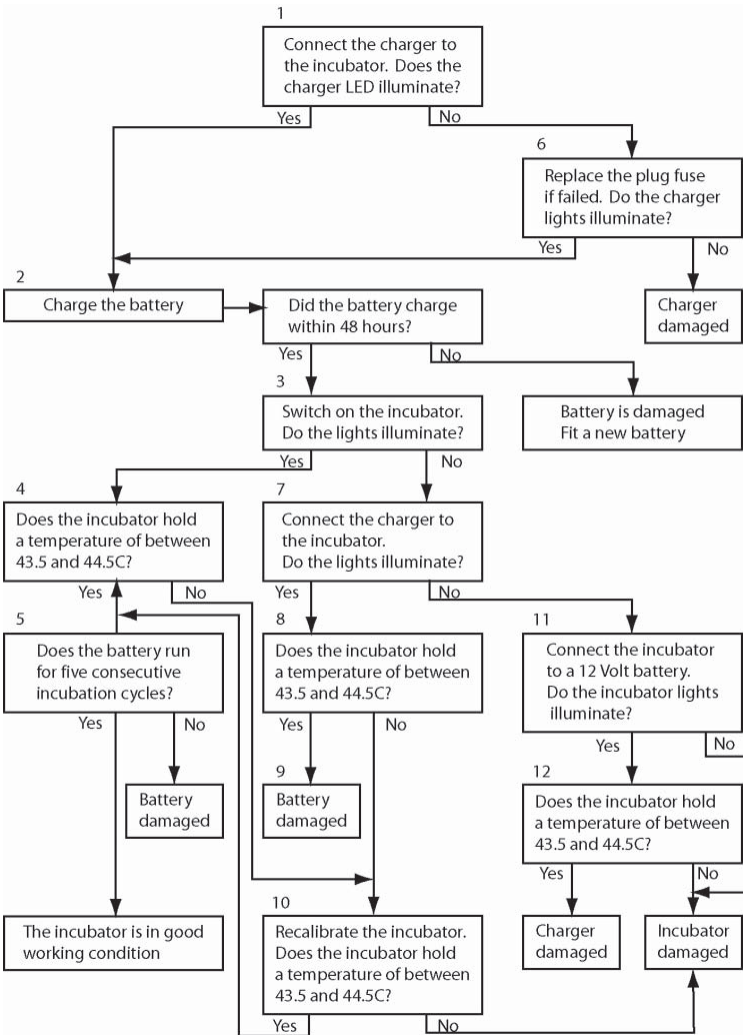 1
Connect the charger to
the incubator. Does the
charger LED illuminate?
Yes
No
6
Replace the plug fuse
if failed. Do the charger
lights illuminate?
Yes
No
2
Charge the battery
Did the battery charge
within 48 hours?
Charger
damaged
Yes
No
3
Switch on the incubator.
Do the lights illuminate?
Battery is damaged
Fit a new battery
Yes
No
4
Does the incubator hold
a temperature of between
43.5 and 44.5C?
7
Connect the charger to
the incubator.
Do the lights illuminate?
Yes
No
Yes
No
5
Does the battery run
for five consecutive
incubation cycles?
8
Does the incubator hold
a temperature of between
43.5 and 44.5C?
11
Connect the incubator
to a 12 Volt battery.
Do the incubator lights
illuminate?
Yes
No
Yes
No
Yes
No
Battery
damaged
9
Battery
damaged
12
Does the incubator hold
a temperature of between
43.5 and 44.5C?
Yes
No
The incubator is in good
working condition
10
Recalibrate the incubator.
Does the incubator hold
a temperature of between
43.5 and 44.5C?
Charger
damaged
Incubator
damaged
Yes
No